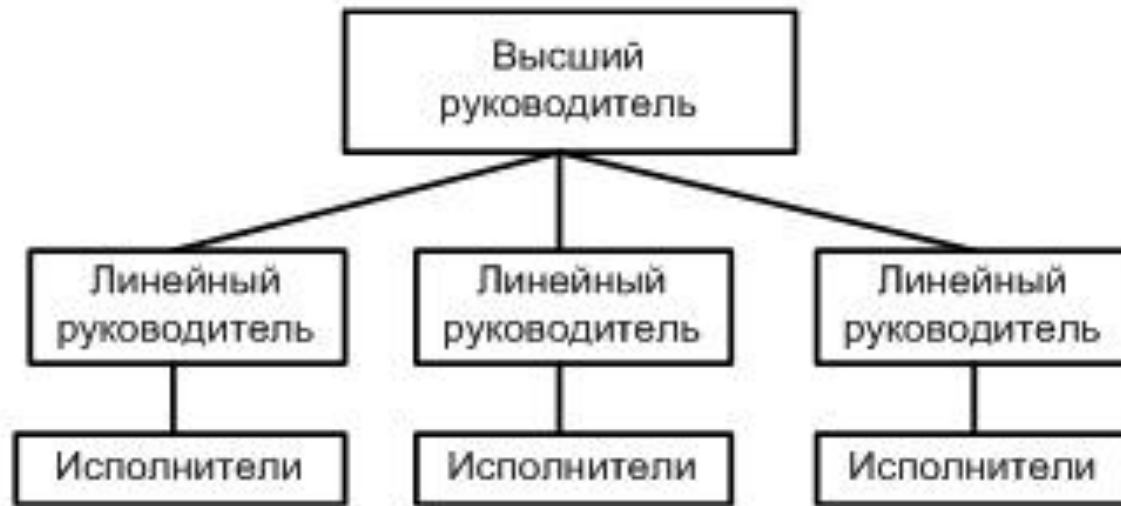 Высший
руководитель
Линейный
руководитель
Линейный
руководитель
Линейный
руководитель
Исполнители
Исполнители
Исполнители